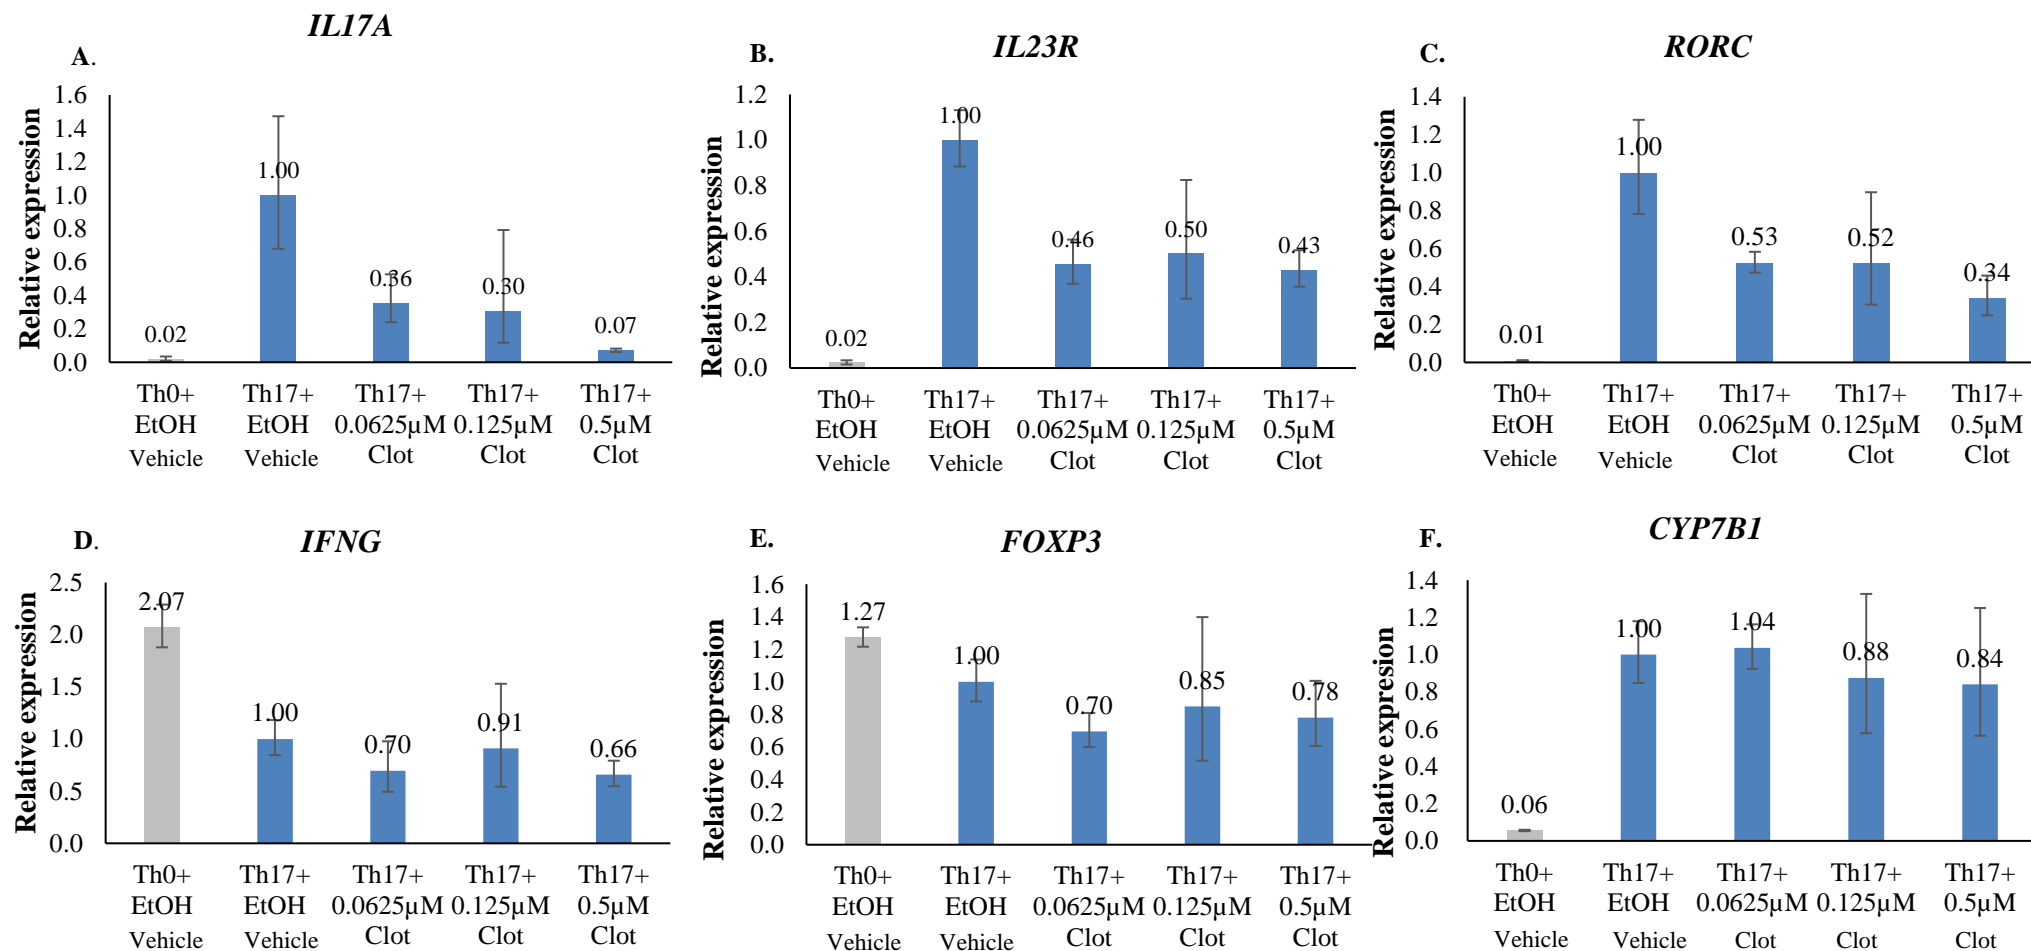 A.
IL17A
Relative expression
1.6
1.4
1.2
1.0
0.8
0.6
0.4
0.2
0.0
0.02
1.00
0.36
0.30
0.07
Th0+ Th17+ Th17+ Th17+ Th17+
EtOH EtOH 0.0625µM 0.125µM 0.5µM
Vehicle Vehicle Clot Clot Clot
B.
IL23R
Relative expression
1.2
1.0
0.8
0.6
0.4
0.2
0.0
0.02
1.00
0.46
0.50
0.43
Th0+ Th17+ Th17+ Th17+ Th17+
EtOH EtOH 0.0625µM 0.125µM 0.5µM
Vehicle Vehicle Clot Clot Clot
C.
RORC
Relative expression
1.4
1.2
1.0
0.8
0.6
0.4
0.2
0.0
0.01
1.00
0.53
0.52
0.34
Th0+ Th17+ Th17+ Th17+ Th17+
EtOH EtOH 0.0625µM 0.125µM 0.5µM
Vehicle Vehicle Clot Clot Clot
D.
IFNG
Relative expression
2.5
2.0
1.5
1.0
0.5
0.0
2.07
1.00
0.70
0.91
0.66
Th0+ Th17+ Th17+ Th17+ Th17+
EtOH EtOH 0.0625µM 0.125µM 0.5µM
Vehicle Vehicle Clot Clot Clot
E.
FOXP3
Relative expression
1.6
1.4
1.2
1.0
0.8
0.6
0.4
0.2
0.0
1.27
1.00
0.70
0.85
0.78
Th0+ Th17+ Th17+ Th17+ Th17+
EtOH EtOH 0.0625µM 0.125µM 0.5µM
Vehicle Vehicle Clot Clot Clot
F.
CYP7B1
Relative expression
1.4
1.2
1.0
0.8
0.6
0.4
0.2
0.0
0.06
1.00
1.04
0.88
0.84
Th0+ Th17+ Th17+ Th17+ Th17+
EtOH EtOH 0.0625µM 0.125µM 0.5µM
Vehicle Vehicle Clot Clot Clot